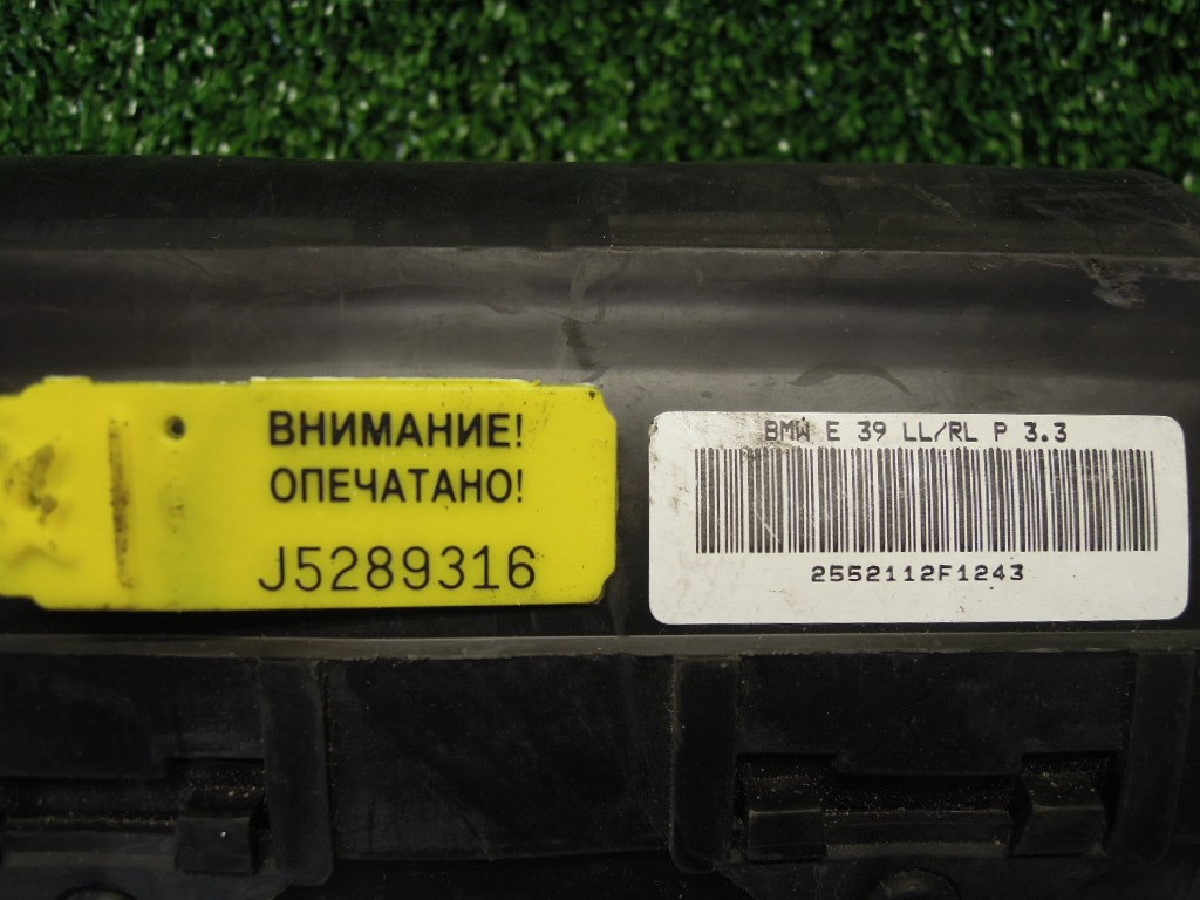 ВНИМАНИЕ!
ОПЕЧАТАНО!
J5289316
BMW E 39 LL/RL P 3.3
2552112F1243